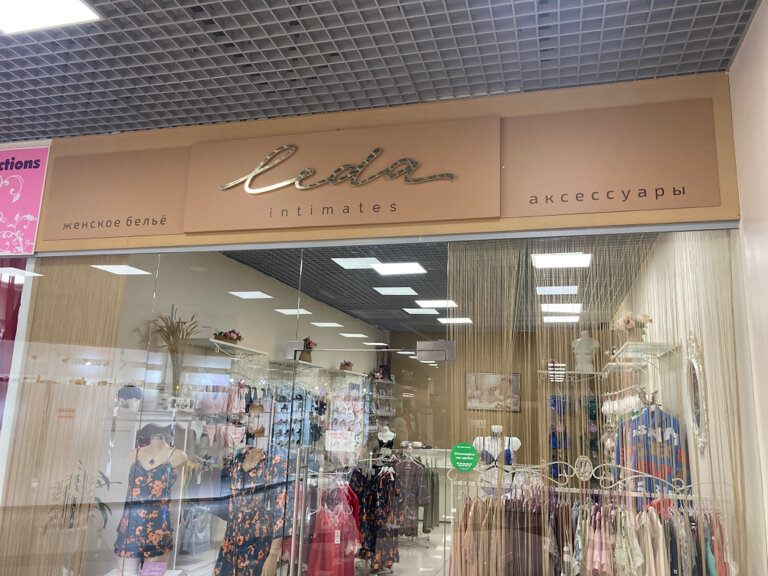 ctions
leda
intimates
женское бельё
аксессуары